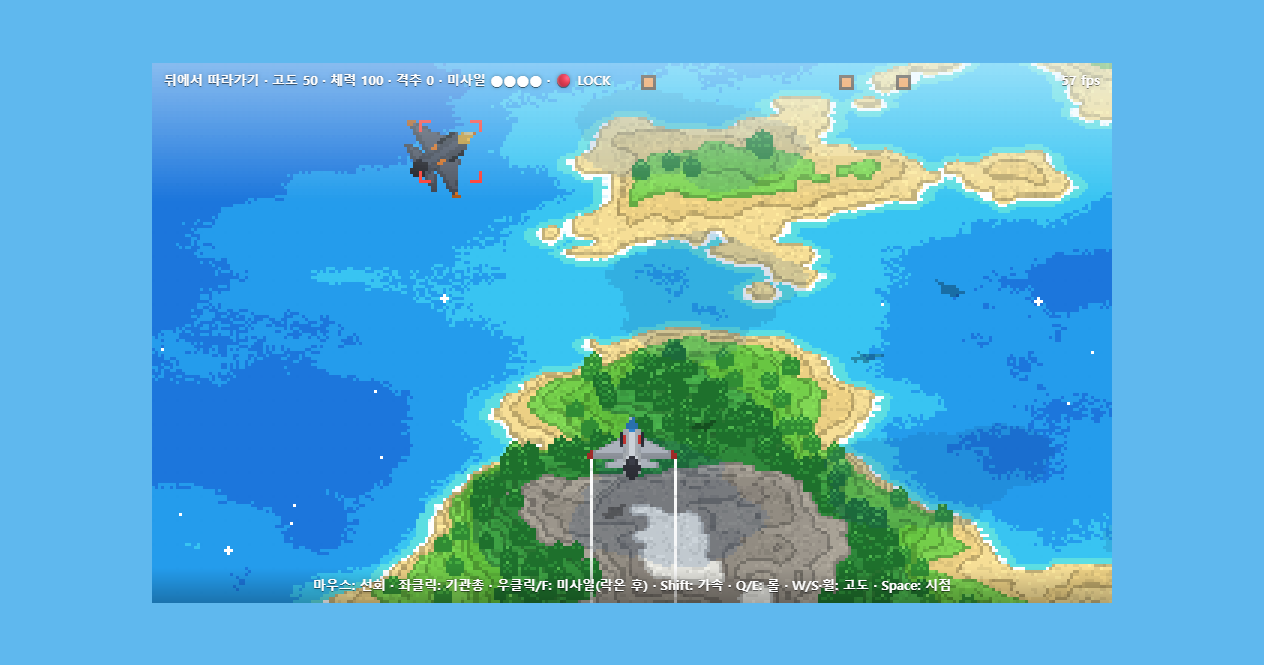 뒤에서 따라가기 · 고도 50 · 체력 100 · 격추 0 · 미사일 ●●●● · 🔴 LOCK
57 fps
마우스: 선회 · 좌클릭: 기관총 · 우클릭/F: 미사일(락온 후) · Shift: 가속 · Q/E: 롤 · W/S·휠: 고도 · Space: 시점